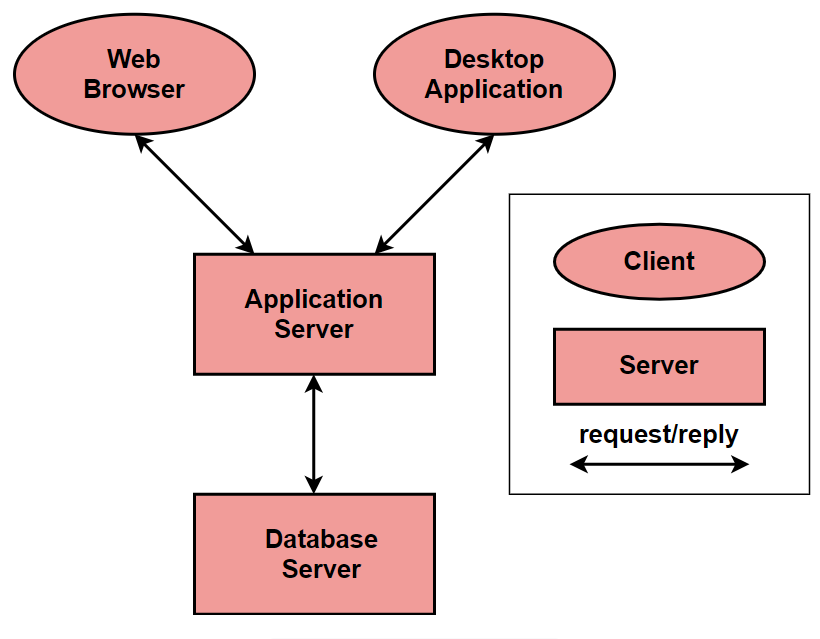 Web
Browser
Desktop
Application
Application
Server
Database
Server
Client
Server
request/reply